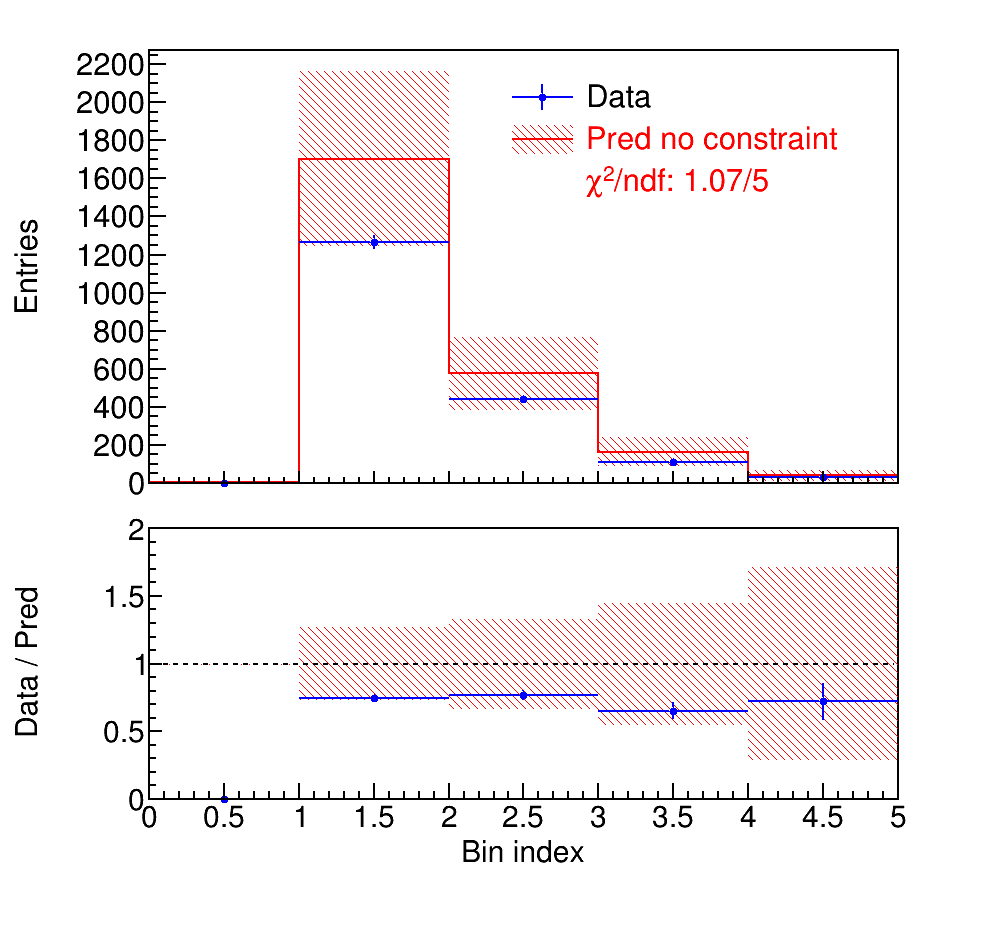 2200
2000
1800
1600
1400
1200
1000
800
600
400
200
0
Entries
Data
Pred no constraint
χ²/ndf: 1.07/5
2
1.5
1
0.5
0
Data / Pred
0 0.5 1 1.5 2 2.5 3 3.5 4 4.5 5
Bin index